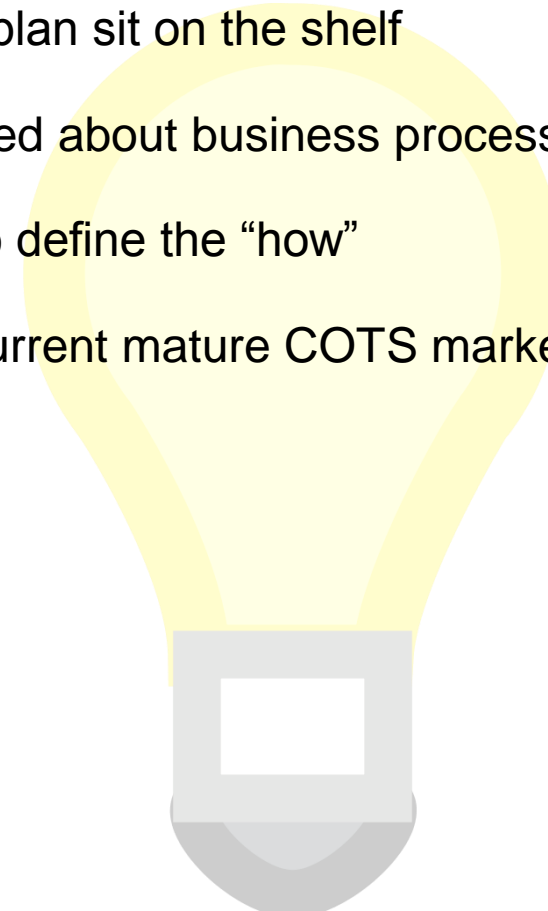 plan sit on the shelf
ed about business process
define the “how”
urrent mature COTS marke